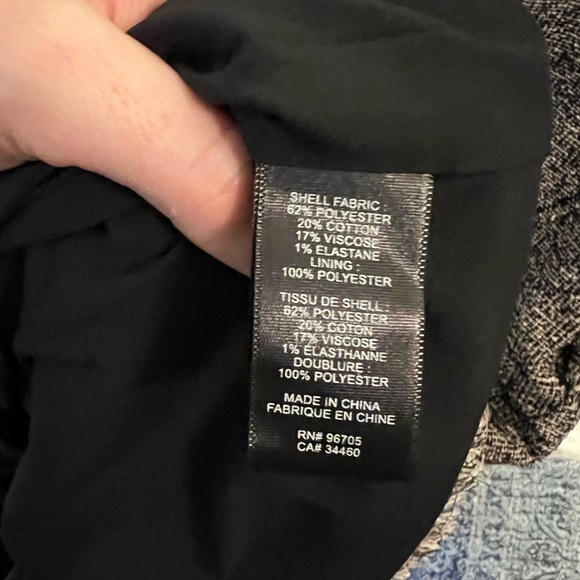 SHELL FABRIC :
62% POLYESTER
20% COTTON
17% VISCOSE
1% ELASTANE
LINING :
100% POLYESTER
TISSU DE SHELL :
62% POLYESTER
20% COTON
17% VISCOSE
1% ÉLASTHANNE
DOUBLURE :
100% POLYESTER
MADE IN CHINA
FABRIQUE EN CHINE
RN# 96705
CA# 34460